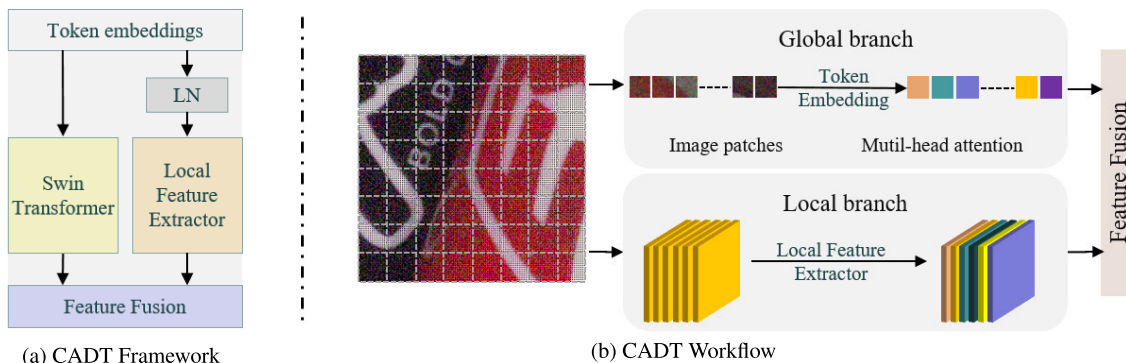 Token embeddings
LN
Swin
Transformer
Local
Feature
Extractor
Feature Fusion
(a) CADT Framework
BOLD
Global branch
Token
Embedding
Image patches
Mutil-head attention
Local branch
Local Feature
Extractor
Feature Fusion
(b) CADT Workflow